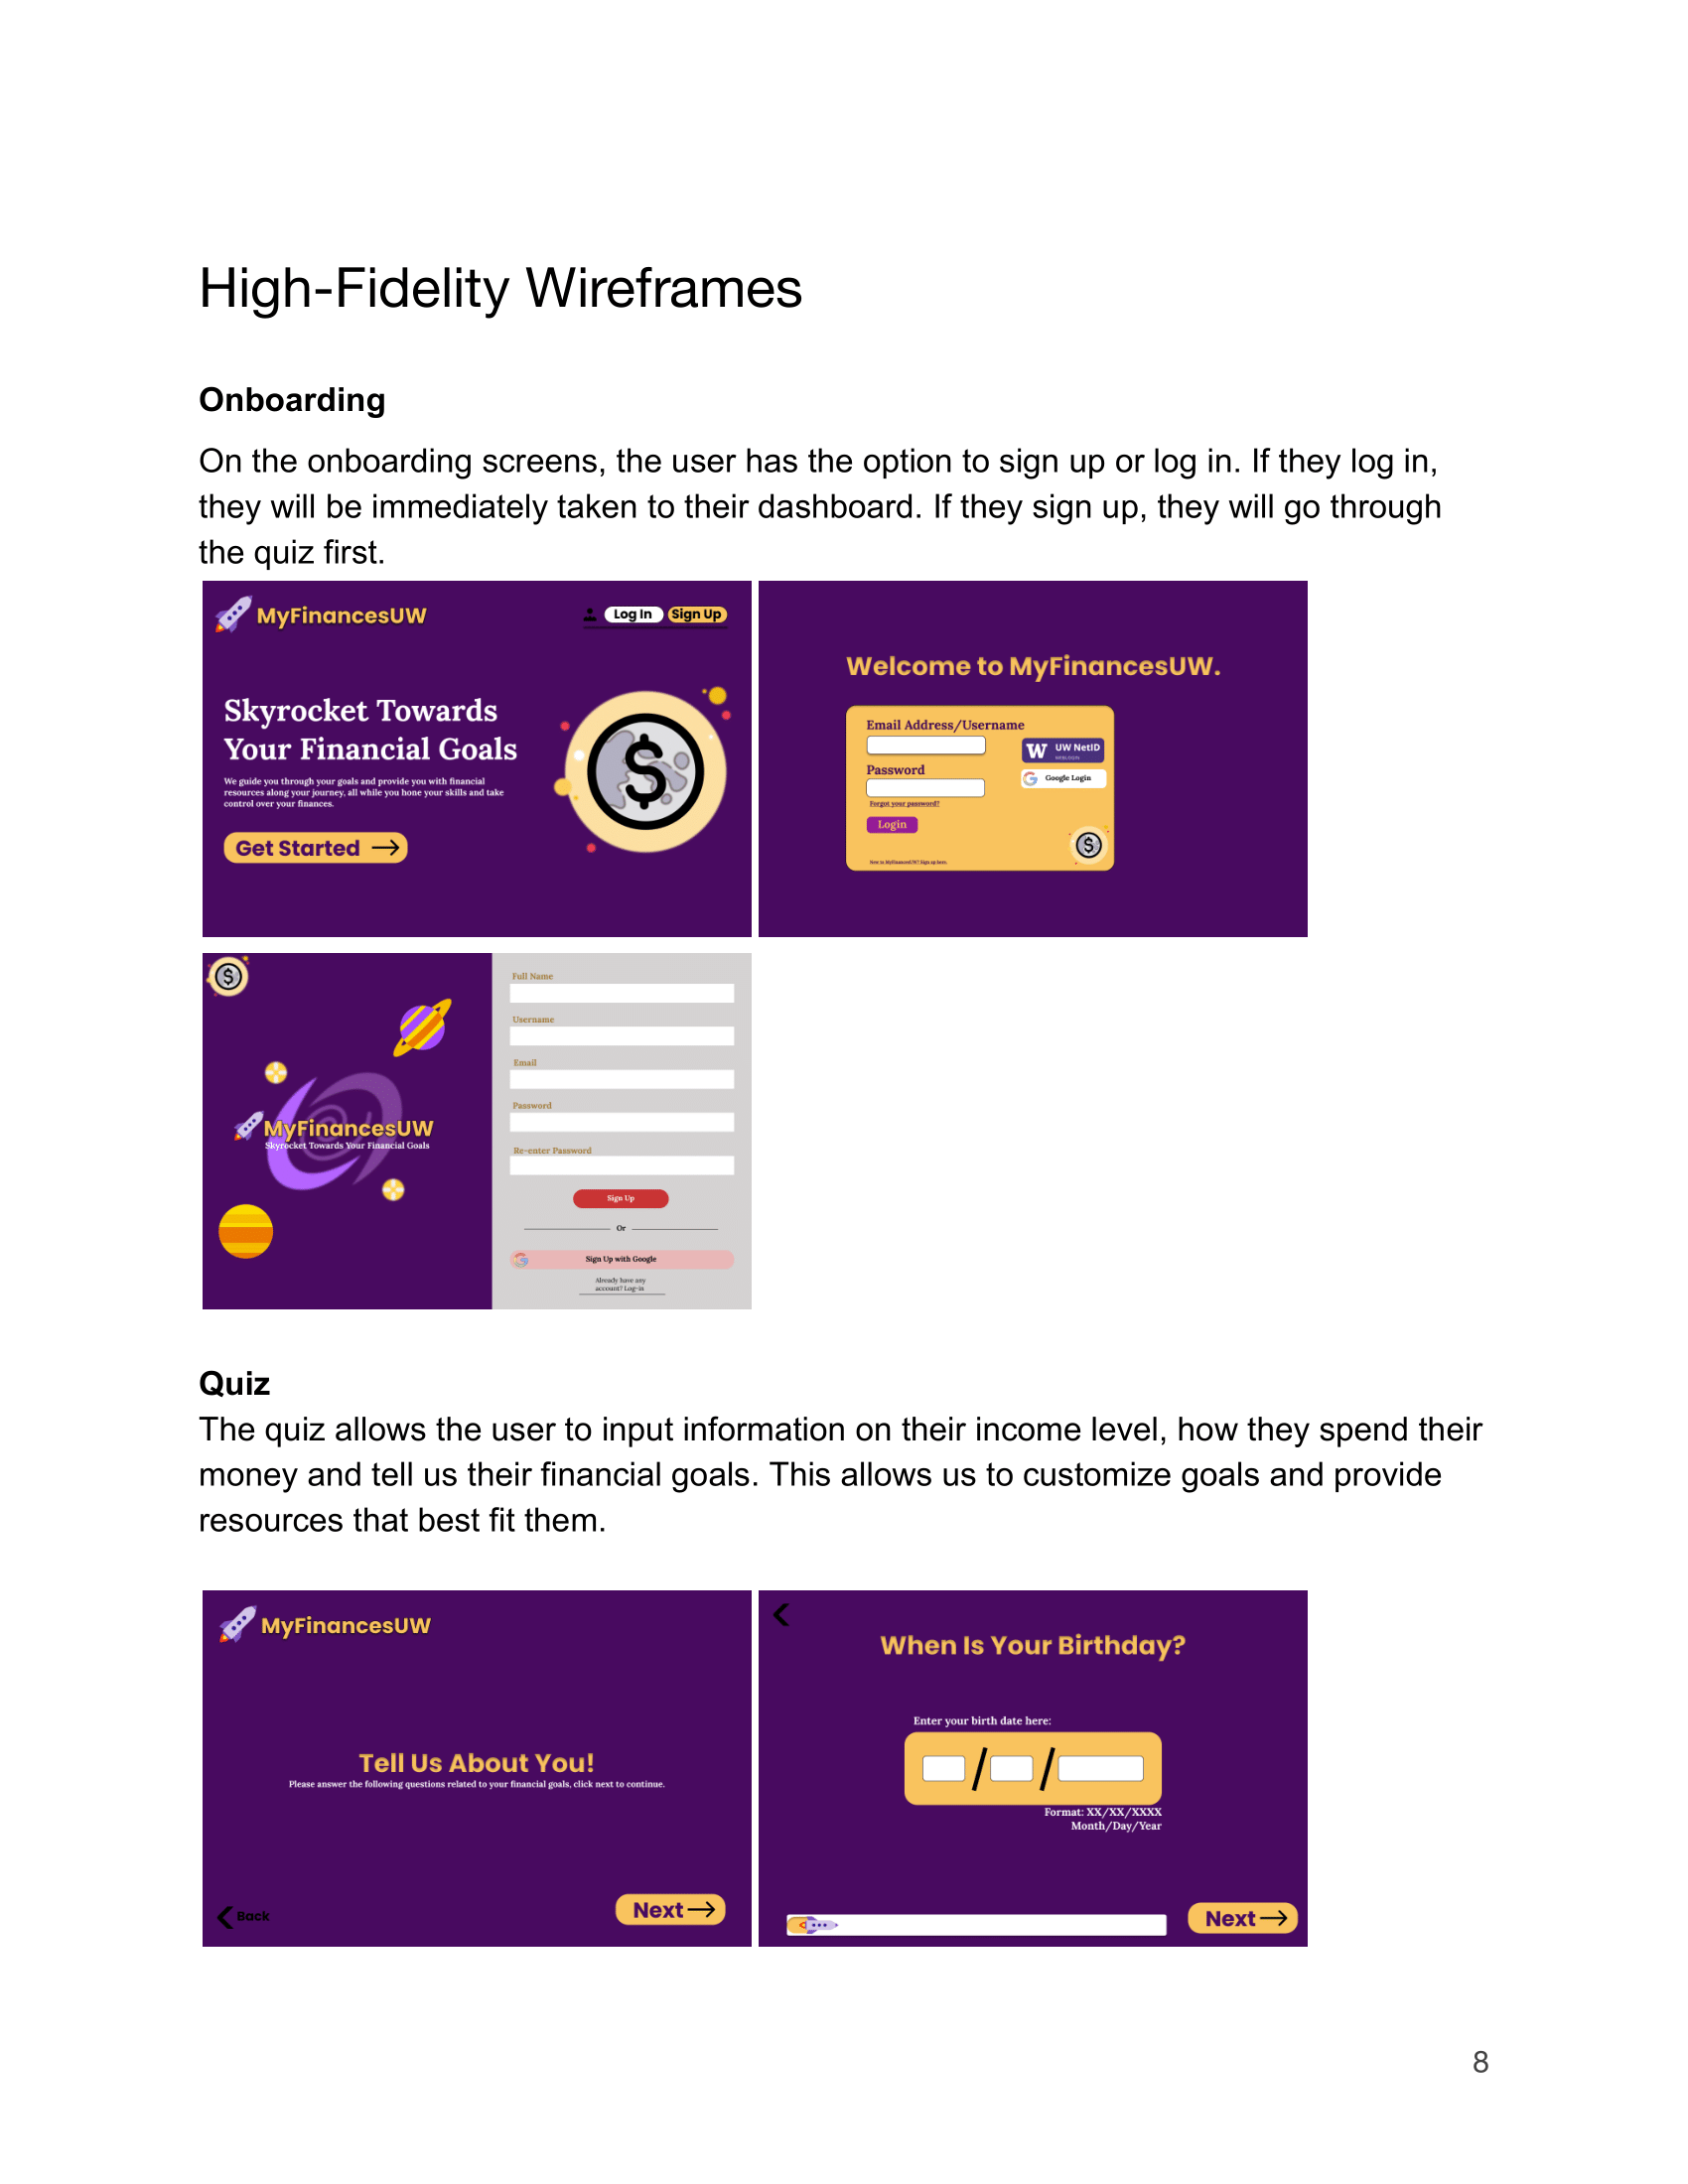 High-Fidelity Wireframes
Onboarding
On the onboarding screens, the user has the option to sign up or log in. If they log in,
they will be immediately taken to their dashboard. If they sign up, they will go through
the quiz first.
MyFinancesUW
Log In
Sign Up
Skyrocket Towards
Your Financial Goals
We guide you through your goals and provide you with financial
resources along your journey, all while you hone your skills and take
control over your finances.
Get Started
$
Welcome to MyFinancesUW.
Email Address/Username
Password
Forgot your password?
Login
New to MyFinancesUW? Sign up here.
W UW NetID
WEBLOGIN
G Google Login
$
$
MyFinancesUW
Skyrocket Towards Your Financial Goals
Full Name
Username
Email
Password
Re-enter Password
Sign Up
Or
G Sign Up with Google
Already have any
account? Log-in
Quiz
The quiz allows the user to input information on their income level, how they spend their
money and tell us their financial goals. This allows us to customize goals and provide
resources that best fit them.
MyFinancesUW
Tell Us About You!
Please answer the following questions related to your financial goals, click next to continue.
Back
Next
When Is Your Birthday?
Enter your birth date here:
/ /
Format: XX/XX/XXXX
Month/Day/Year
Next
8